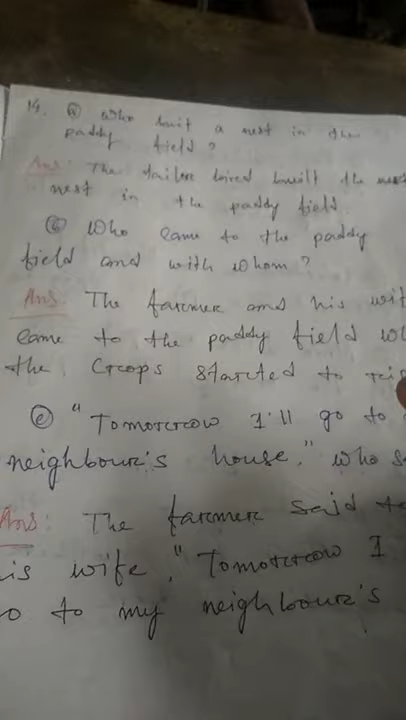 14. (a) who built a nest in the
paddy field?
Ans: The tailor bird built the nest
nest in the paddy field.
(b) Who came to the paddy
field and with whom?
Ans. The farmer and his wif
came to the paddy field w
the Crops started to
(c) "Tomorrow I'll go to
neighbour's house." who s
Ans: The farmer said to
is wife, "Tomorrow I
o to my neighbour's